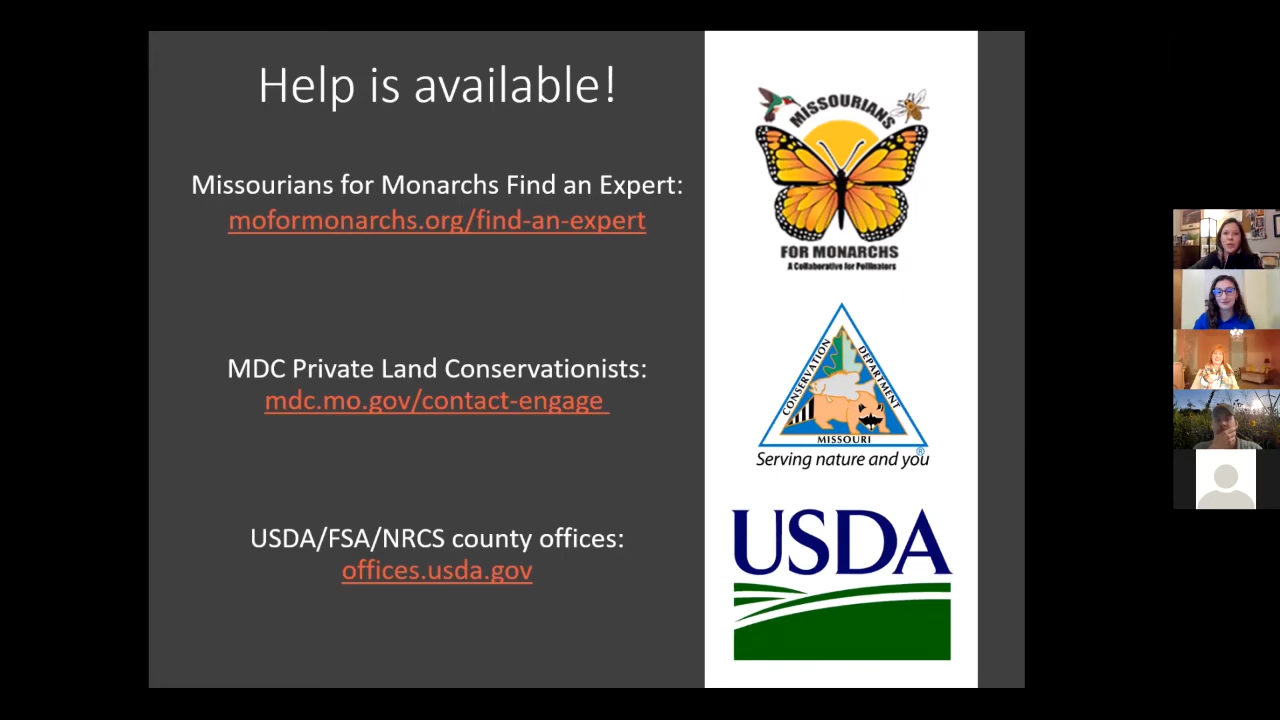 Help is available!
Missourians for Monarchs Find an Expert:
moformonarchs.org/find-an-expert
MDC Private Land Conservationists:
mdc.mo.gov/contact-engage
USDA/FSA/NRCS county offices:
offices.usda.gov
MISSOURIANS
FOR MONARCHS
A Collaborative for Pollinators
CONSERVATION
DEPARTMENT
MISSOURI
®
Serving nature and you
USDA